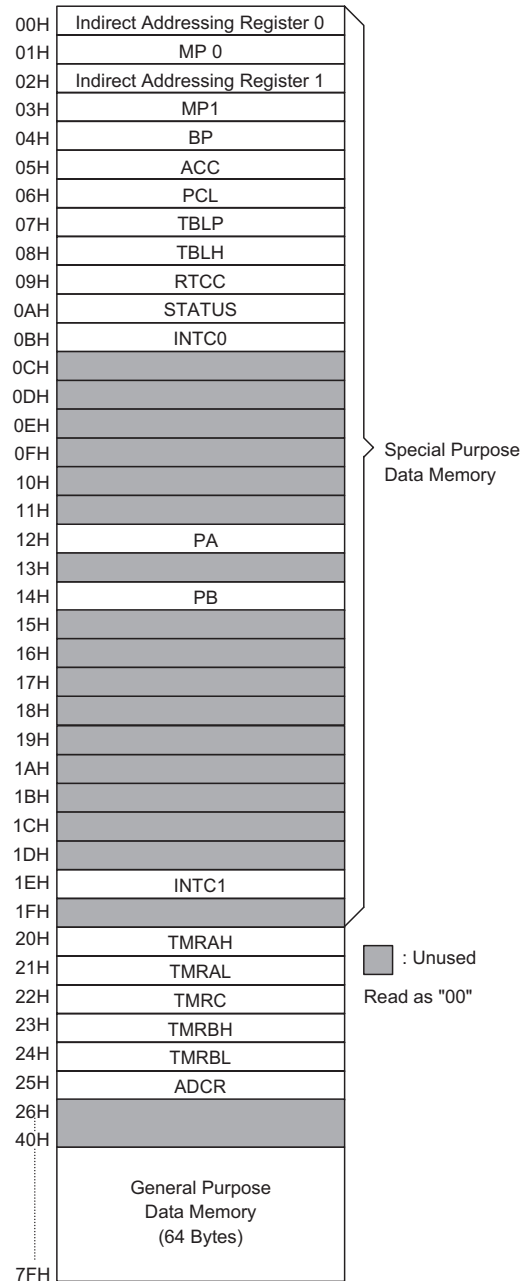 00H Indirect Addressing Register 0
01H MP 0
02H Indirect Addressing Register 1
03H MP1
04H BP
05H ACC
06H PCL
07H TBLP
08H TBLH
09H RTCC
0AH STATUS
0BH INTC0
0CH
0DH
0EH
0FH
10H
11H
12H PA
13H
14H PB
15H
16H
17H
18H
19H
1AH
1BH
1CH
1DH
1EH INTC1
1FH
Special Purpose
Data Memory
20H TMRAH
21H TMRAL
22H TMRC
23H TMRBH
24H TMRBL
25H ADCR
26H
40H
General Purpose
Data Memory
(64 Bytes)
7FH
: Unused
Read as "00"